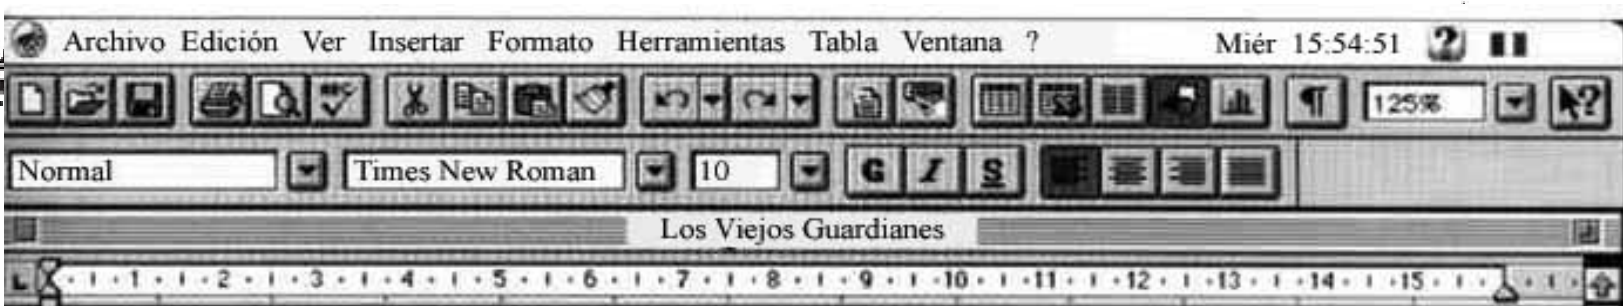 Archivo Edición Ver Insertar Formato Herramientas Tabla Ventana ? Miér 15:54:51 ?
ABC ¶ 125% ?
Normal Times New Roman 10 G I S
Los Viejos Guardianes
L 1 2 3 4 5 6 7 8 9 10 11 12 13 14 15